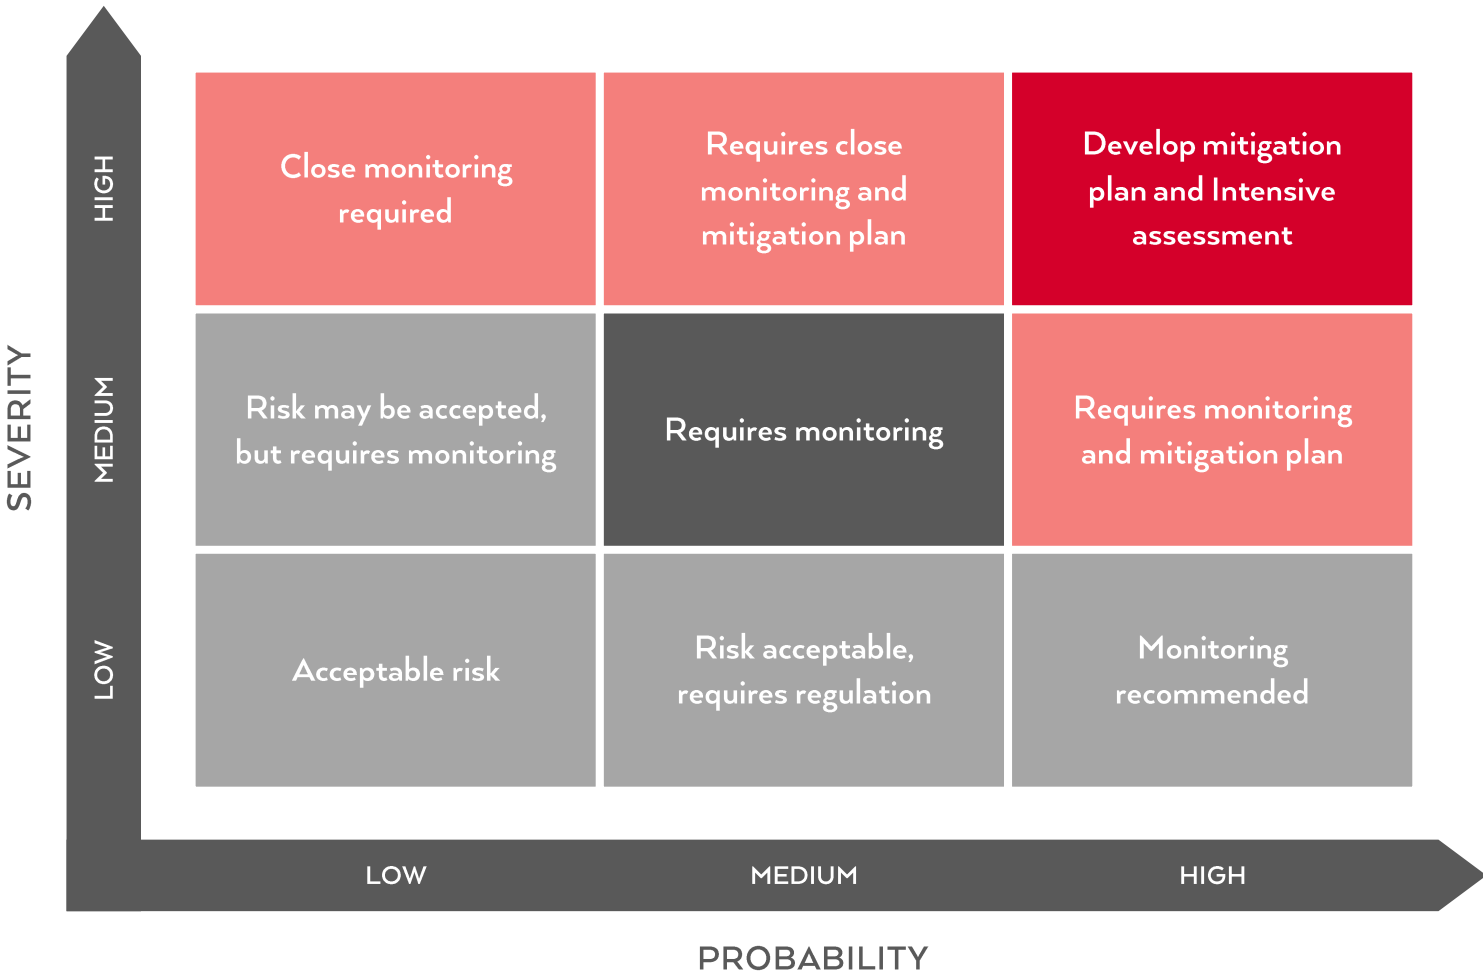 SEVERITY
HIGH
MEDIUM
LOW
Close monitoring
required
Requires close
monitoring and
mitigation plan
Develop mitigation
plan and Intensive
assessment
Risk may be accepted,
but requires monitoring
Requires monitoring
Requires monitoring
and mitigation plan
Acceptable risk
Risk acceptable,
requires regulation
Monitoring
recommended
LOW
MEDIUM
HIGH
PROBABILITY